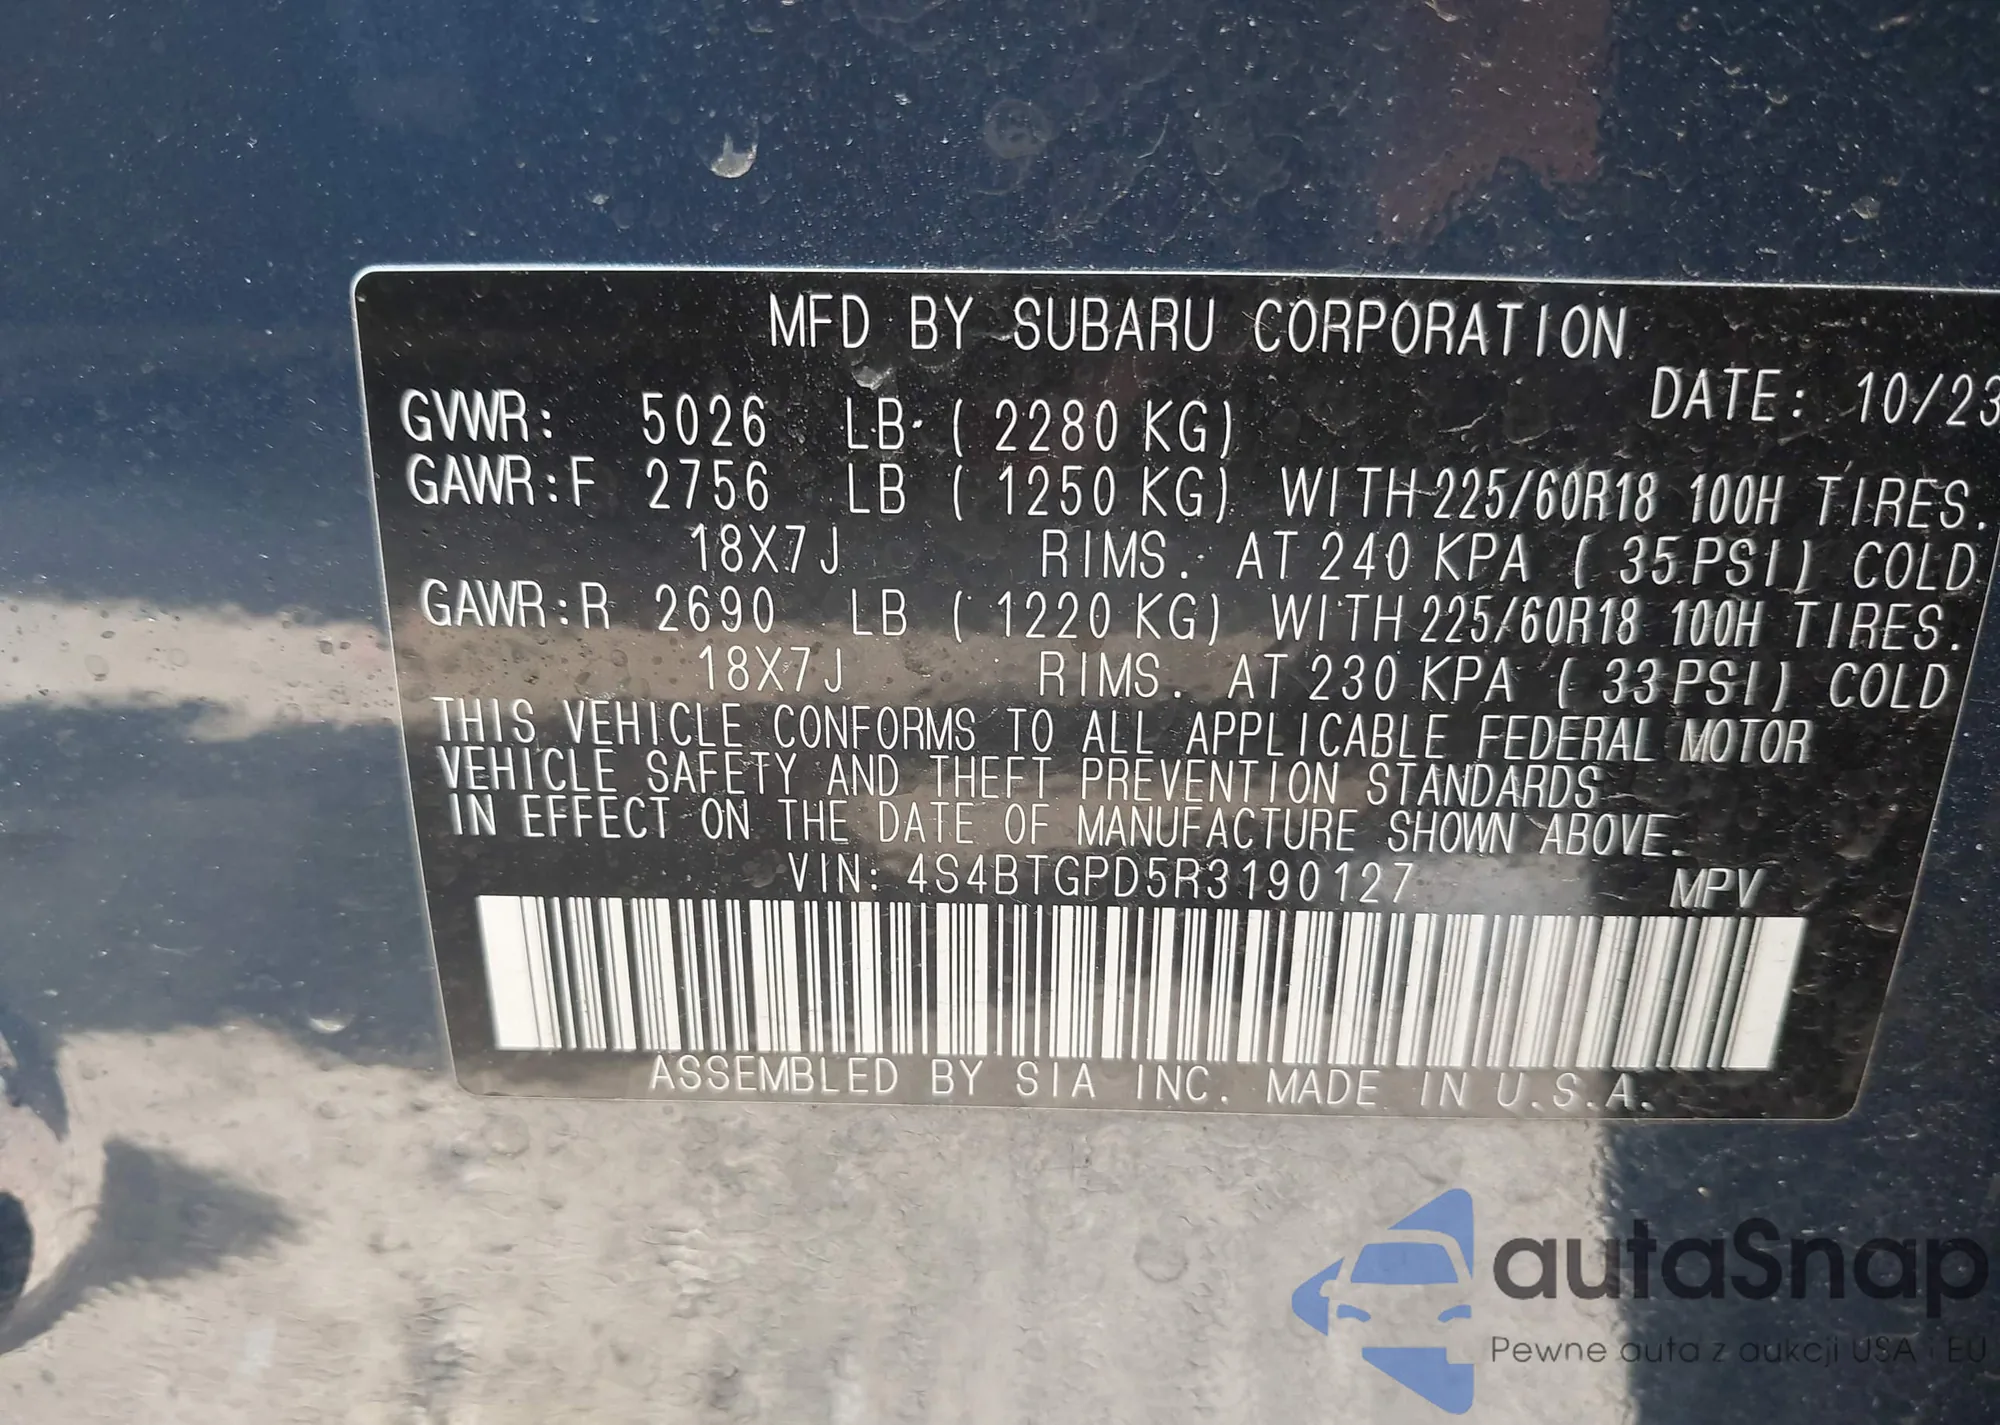 MFD BY SUBARU CORPORATION
DATE: 10/23
GVWR: 5026 LB ( 2280 KG)
GAWR:F 2756 LB ( 1250 KG) WITH 225/60R18 100H TIRES.
18X7J RIMS. AT 240 KPA ( 35 PSI) COLD
GAWR:R 2690 LB ( 1220 KG) WITH 225/60R18 100H TIRES.
18X7J RIMS. AT 230 KPA ( 33 PSI) COLD
THIS VEHICLE CONFORMS TO ALL APPLICABLE FEDERAL MOTOR
VEHICLE SAFETY AND THEFT PREVENTION STANDARDS
IN EFFECT ON THE DATE OF MANUFACTURE SHOWN ABOVE.
VIN: 4S4BTGPD5R3190127 MPV
ASSEMBLED BY SIA INC. MADE IN U.S.A.
autaSnap
Pewne auta z aukcji USA i EU